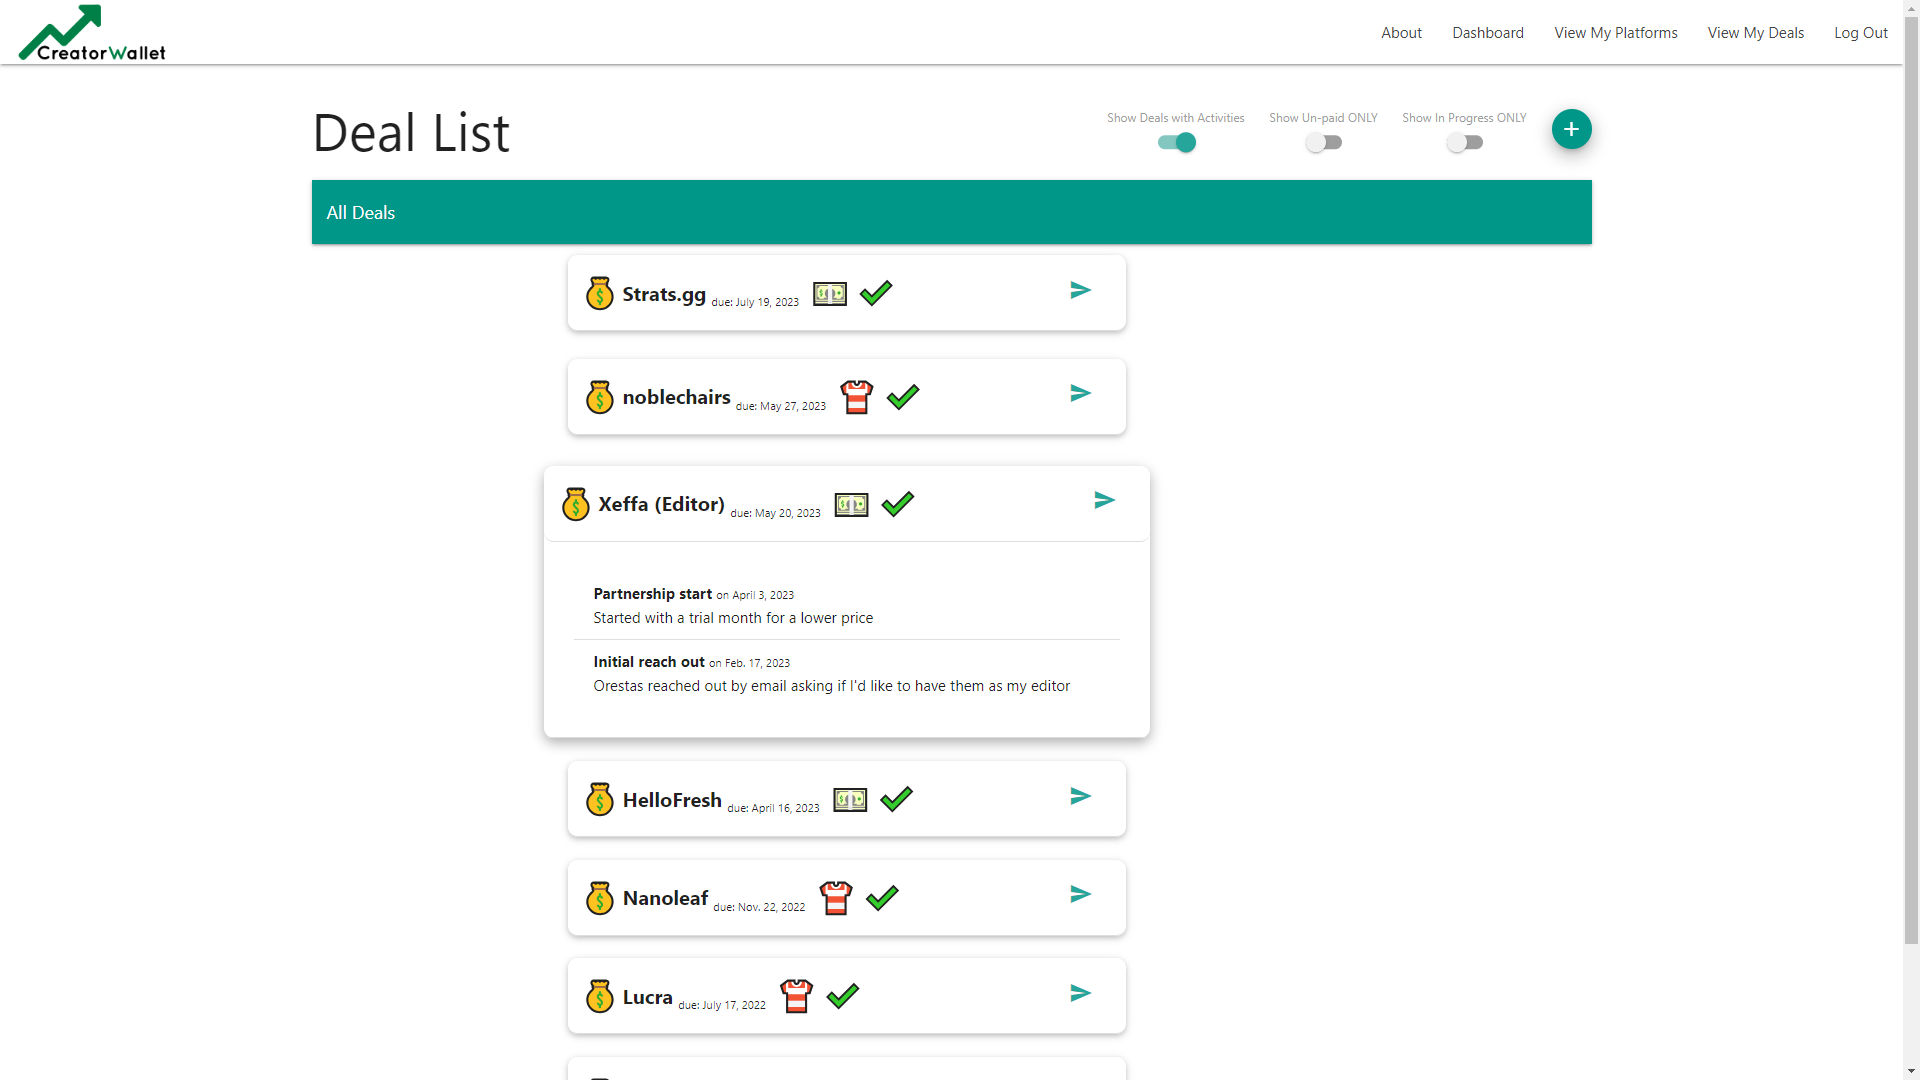 CreatorWallet
About Dashboard View My Platforms View My Deals Log Out
Deal List
Show Deals with Activities Show Un-paid ONLY Show In Progress ONLY
All Deals
Strats.gg due: July 19, 2023
noblechairs due: May 27, 2023
Xeffa (Editor) due: May 20, 2023
Partnership start on April 3, 2023
Started with a trial month for a lower price
Initial reach out on Feb. 17, 2023
Orestas reached out by email asking if I'd like to have them as my editor
HelloFresh due: April 16, 2023
Nanoleaf due: Nov. 22, 2022
Lucra due: July 17, 2022